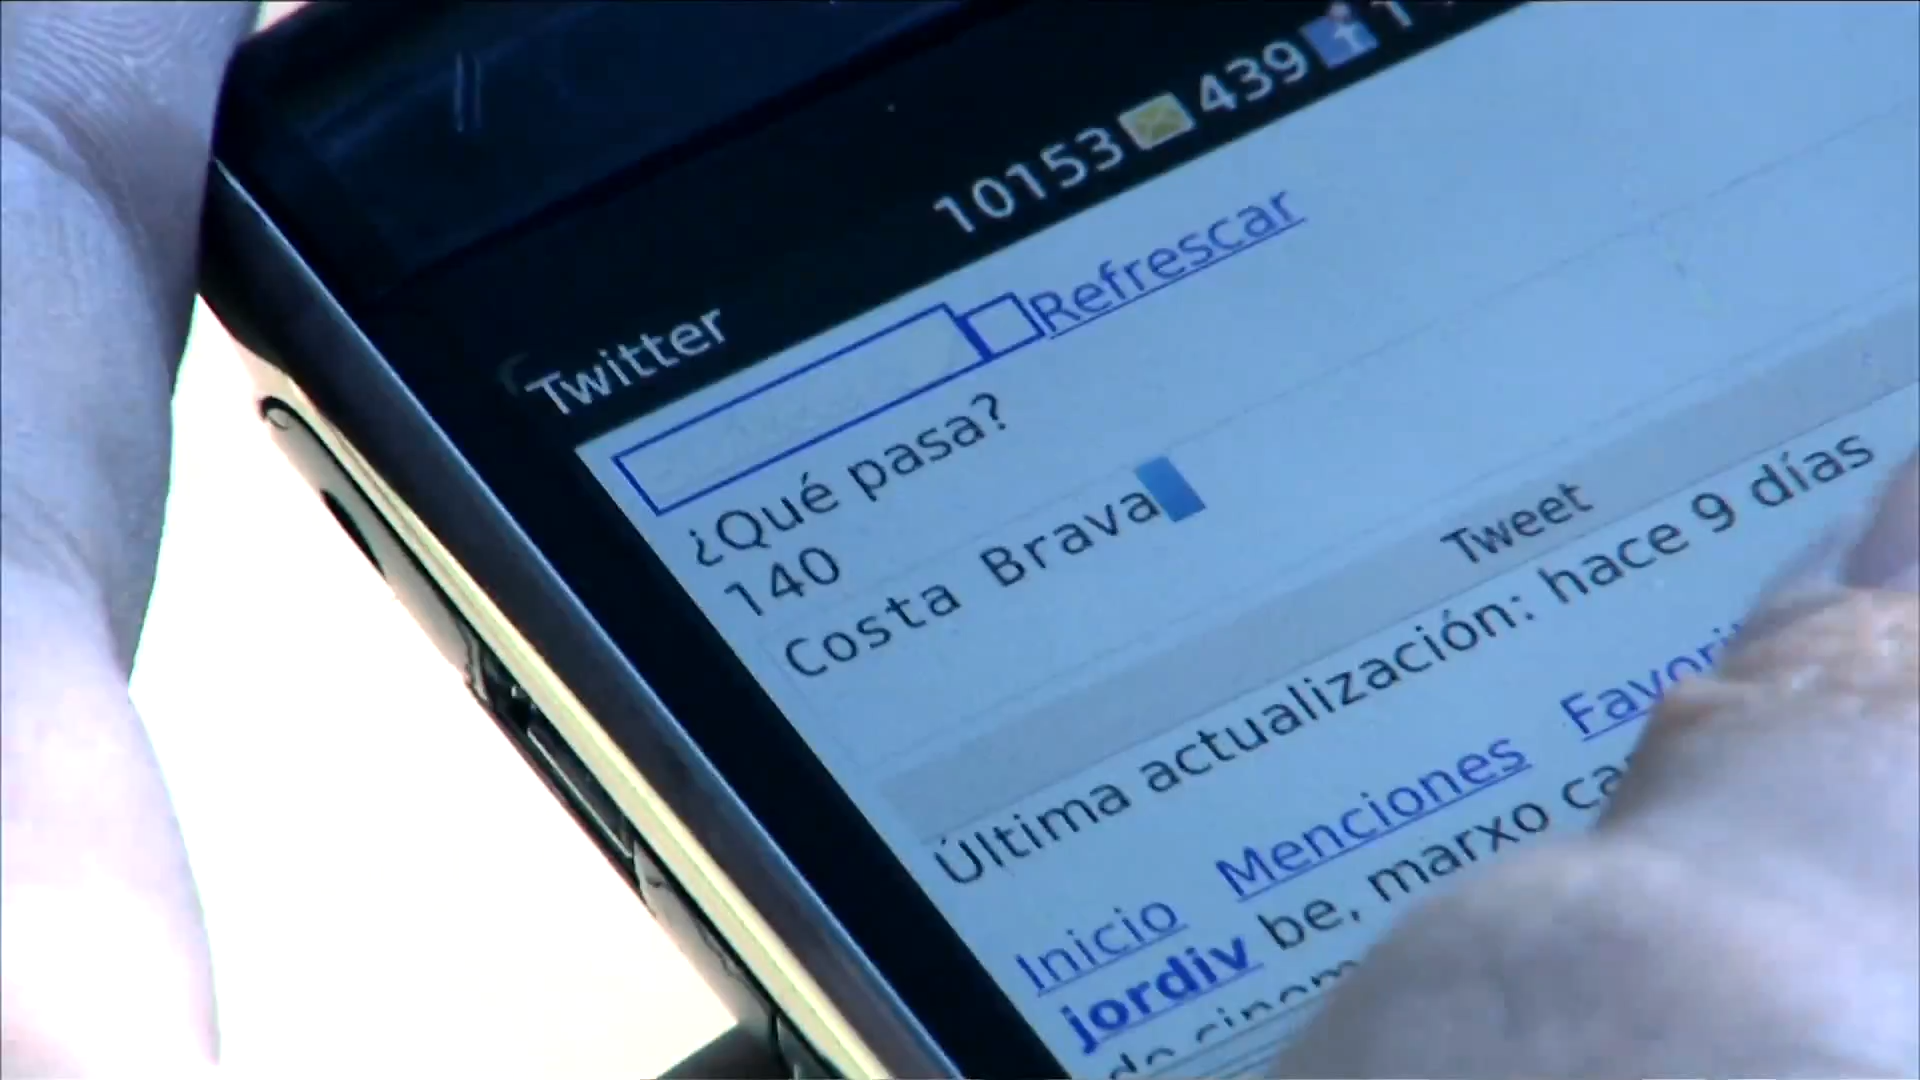 10153 439
Twitter
Refrescar
¿Qué pasa?
140
Costa Brava
Tweet
Última actualización: hace 9 días
Inicio Menciones
jordiv be, marxo